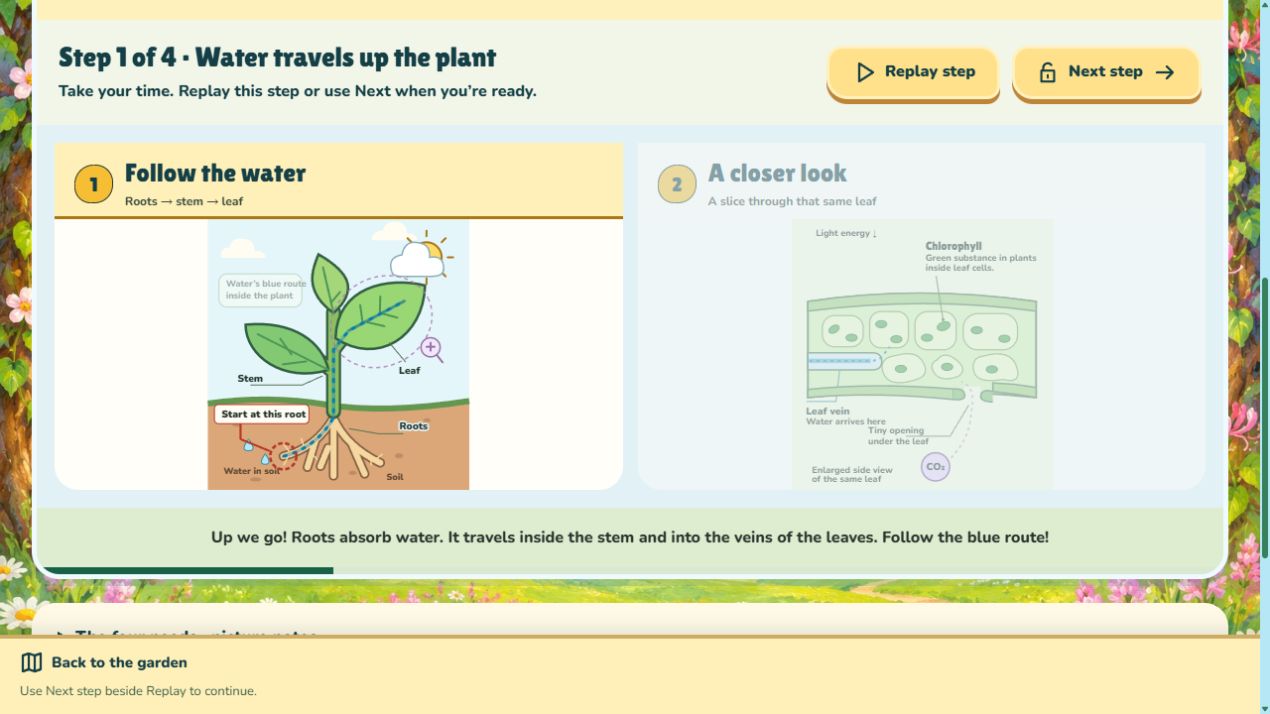 Step 1 of 4 · Water travels up the plant
Take your time. Replay this step or use Next when you’re ready.
Replay step
Next step →
1
Follow the water
Roots → stem → leaf
Water’s blue route
inside the plant
Leaf
Stem
Start at this root
Roots
Water in soil
Soil
2
A closer look
A slice through that same leaf
Light energy ↓
Chlorophyll
Green substance in plants
inside leaf cells.
Leaf vein
Water arrives here
Tiny opening
under the leaf
CO₂
Enlarged side view
of the same leaf
Up we go! Roots absorb water. It travels inside the stem and into the veins of the leaves. Follow the blue route!
Back to the garden
Use Next step beside Replay to continue.